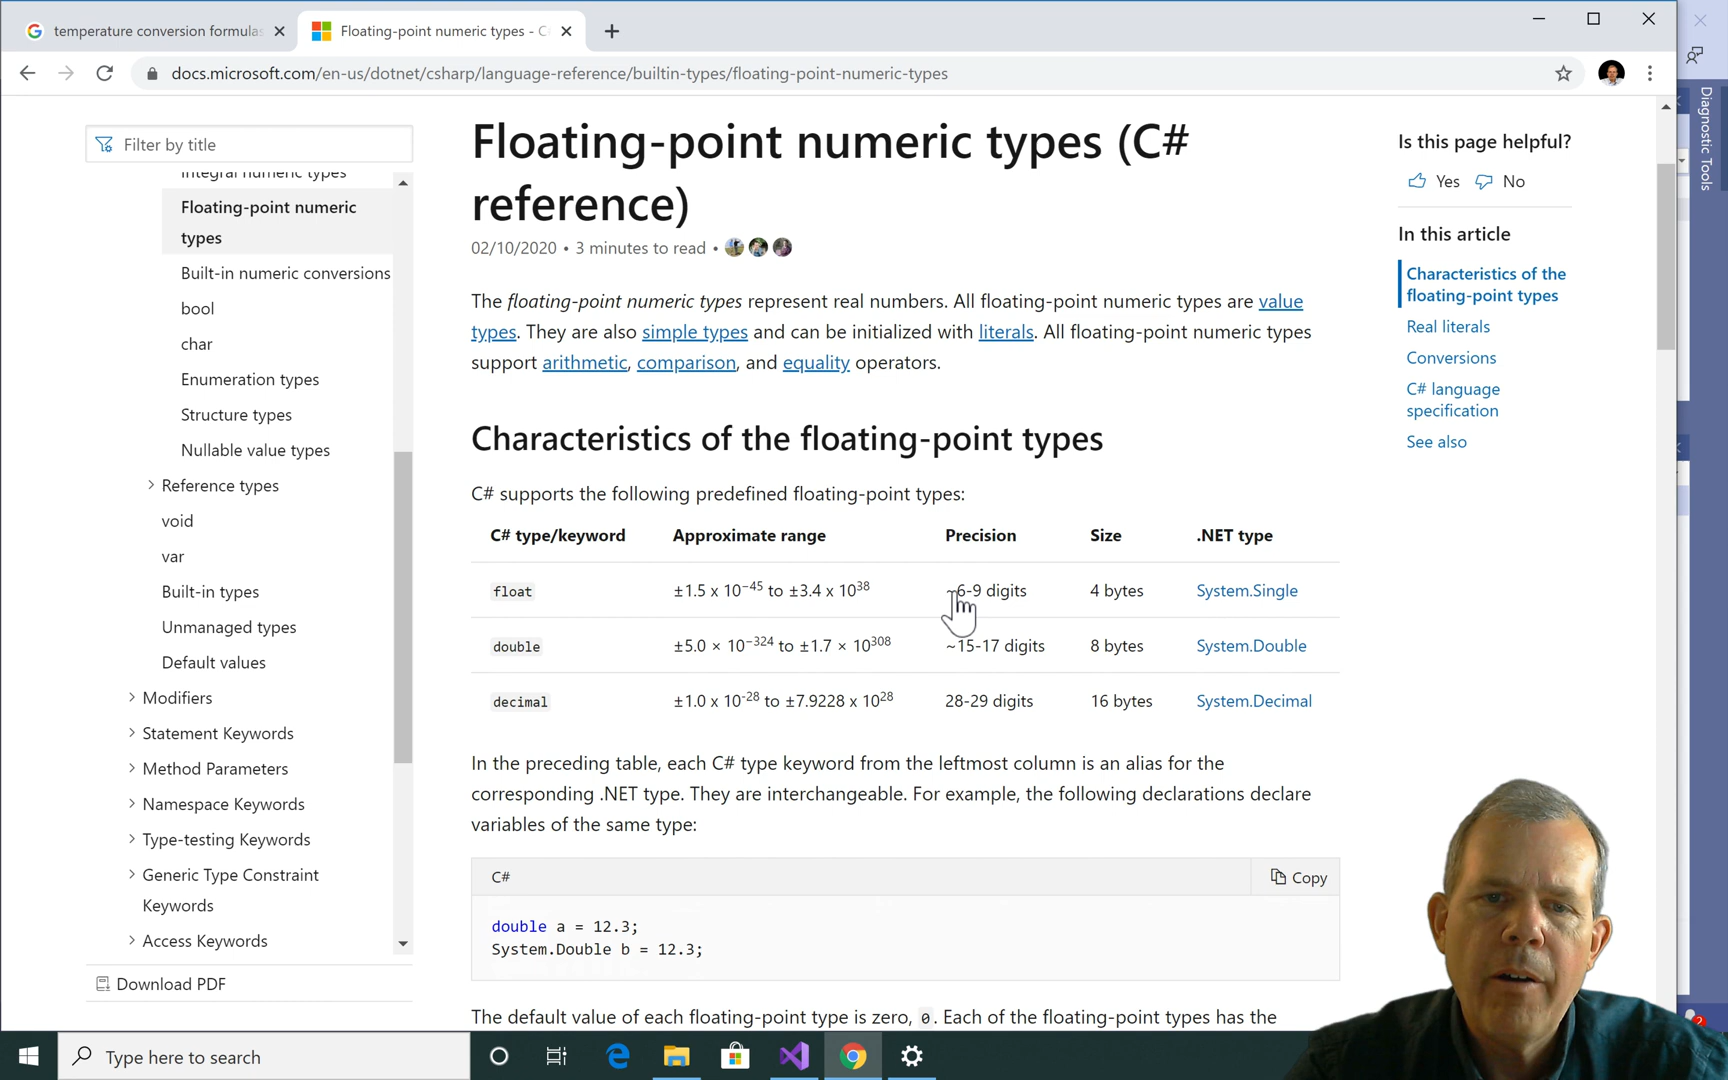 temperature conversion formulas
Floating-point numeric types - C
docs.microsoft.com/en-us/dotnet/csharp/language-reference/builtin-types/floating-point-numeric-types
Diagnostic Tools
Filter by title
Integral numeric types
Floating-point numeric
types
Built-in numeric conversions
bool
char
Enumeration types
Structure types
Nullable value types
Reference types
void
var
Built-in types
Unmanaged types
Default values
Modifiers
Statement Keywords
Method Parameters
Namespace Keywords
Type-testing Keywords
Generic Type Constraint
Keywords
Access Keywords
Download PDF
Floating-point numeric types (C#
reference)
02/10/2020 • 3 minutes to read •
The floating-point numeric types represent real numbers. All floating-point numeric types are value
types. They are also simple types and can be initialized with literals. All floating-point numeric types
support arithmetic, comparison, and equality operators.
Characteristics of the floating-point types
C# supports the following predefined floating-point types:
C# type/keyword Approximate range Precision Size .NET type
float ±1.5 x 10⁻⁴⁵ to ±3.4 x 10³⁸ ~6-9 digits 4 bytes System.Single
double ±5.0 × 10⁻³²⁴ to ±1.7 × 10³⁰⁸ ~15-17 digits 8 bytes System.Double
decimal ±1.0 x 10⁻²⁸ to ±7.9228 x 10²⁸ 28-29 digits 16 bytes System.Decimal
In the preceding table, each C# type keyword from the leftmost column is an alias for the
corresponding .NET type. They are interchangeable. For example, the following declarations declare
variables of the same type:
C# Copy
double a = 12.3;
System.Double b = 12.3;
The default value of each floating-point type is zero, 0. Each of the floating-point types has the
Is this page helpful?
Yes No
In this article
Characteristics of the
floating-point types
Real literals
Conversions
C# language
specification
See also
Type here to search
2